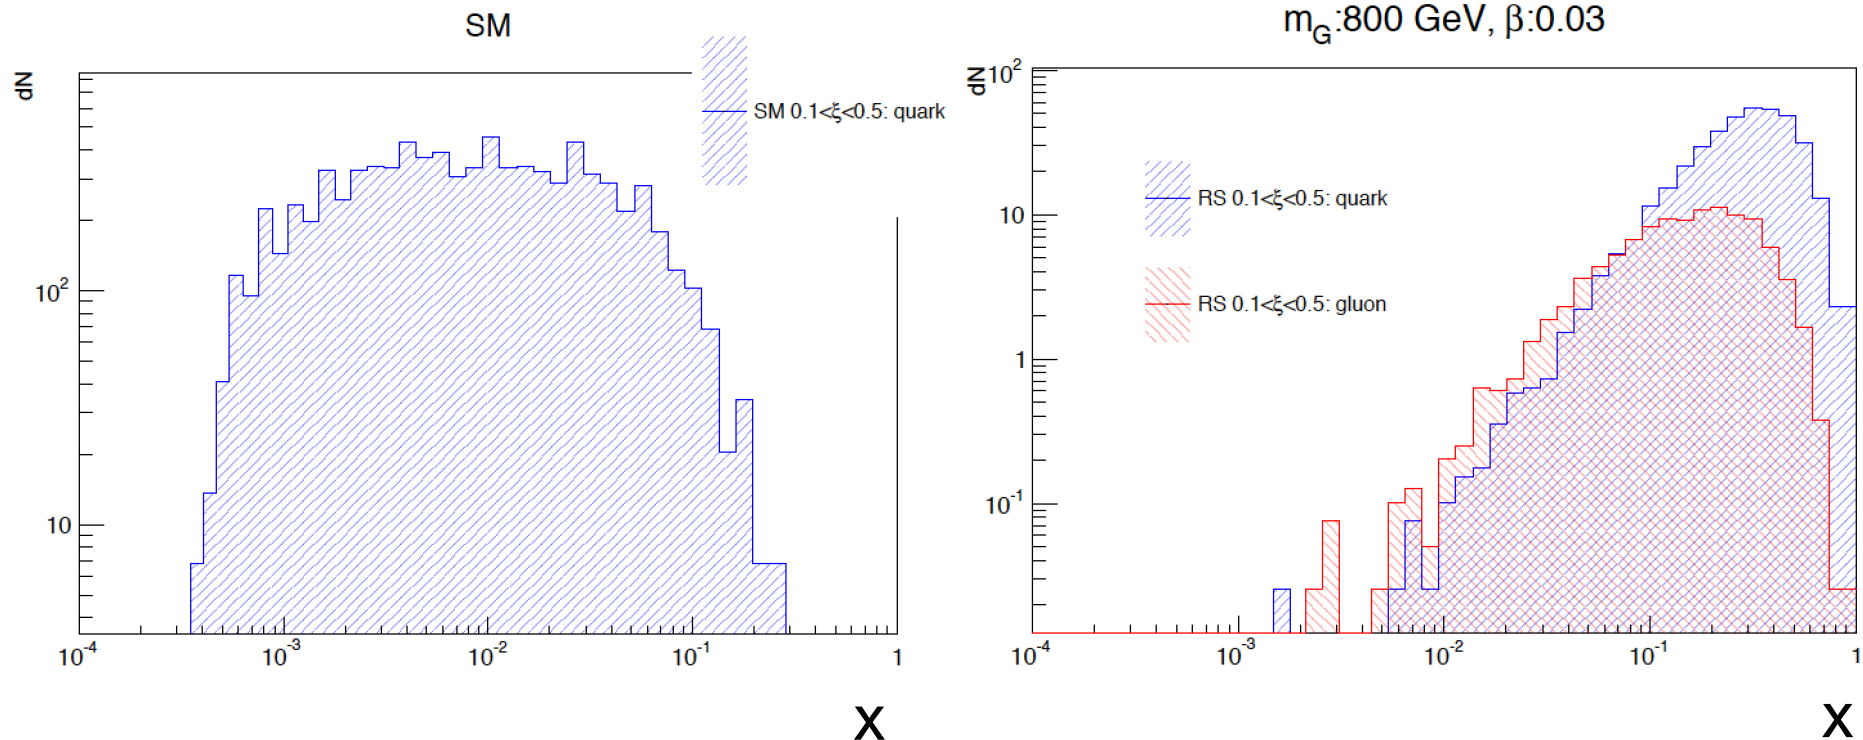 SM
dN
SM 0.1<ξ<0.5: quark
10²
10
10⁻⁴
10⁻³
10⁻²
10⁻¹
1
x
m_G:800 GeV, β:0.03
dN
10²
RS 0.1<ξ<0.5: quark
10
RS 0.1<ξ<0.5: gluon
1
10⁻¹
10⁻⁴
10⁻³
10⁻²
10⁻¹
1
x